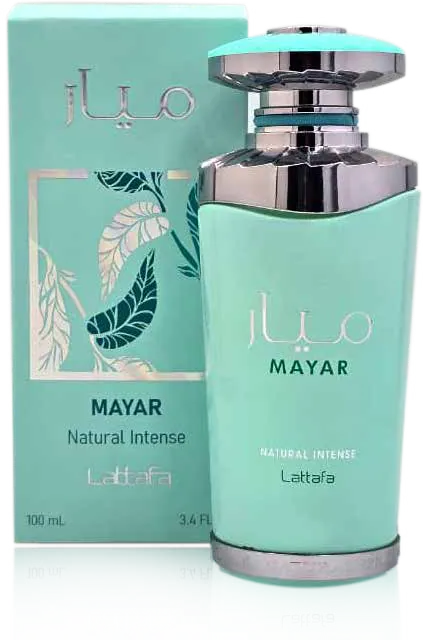 ميار
MAYAR
Natural Intense
Lattafa
100 mL
3.4 FL
ميار
MAYAR
NATURAL INTENSE
Lattafa